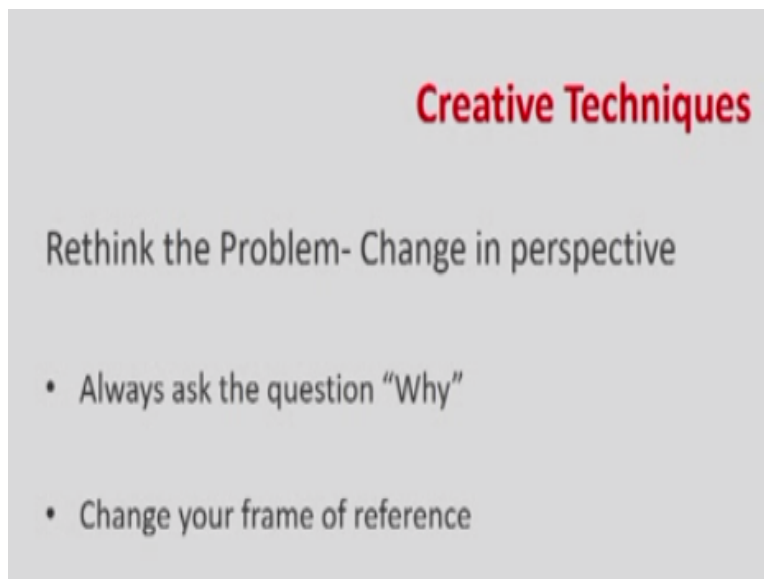 Creative Techniques
Rethink the Problem- Change in perspective
• Always ask the question “Why”
• Change your frame of reference